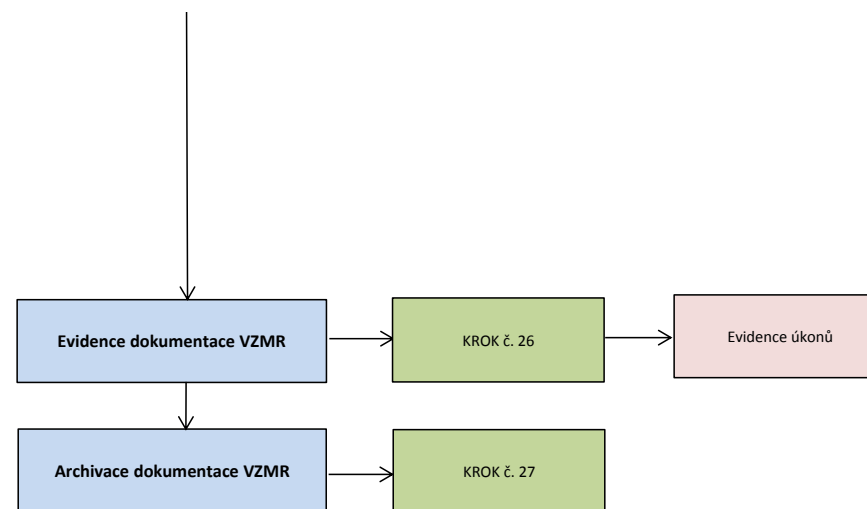 Evidence dokumentace VZMR
KROK č. 26
Evidence úkonů
Archivace dokumentace VZMR
KROK č. 27